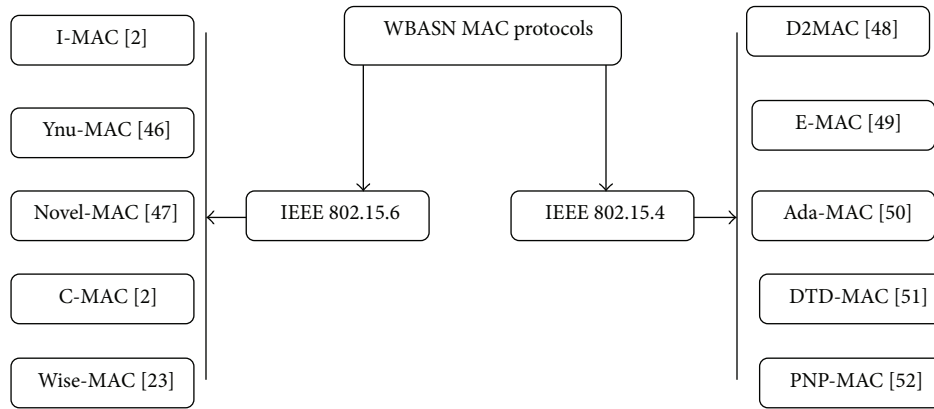 WBASN MAC protocols
I-MAC [2]
Ynu-MAC [46]
Novel-MAC [47]
C-MAC [2]
Wise-MAC [23]
IEEE 802.15.6
IEEE 802.15.4
D2MAC [48]
E-MAC [49]
Ada-MAC [50]
DTD-MAC [51]
PNP-MAC [52]